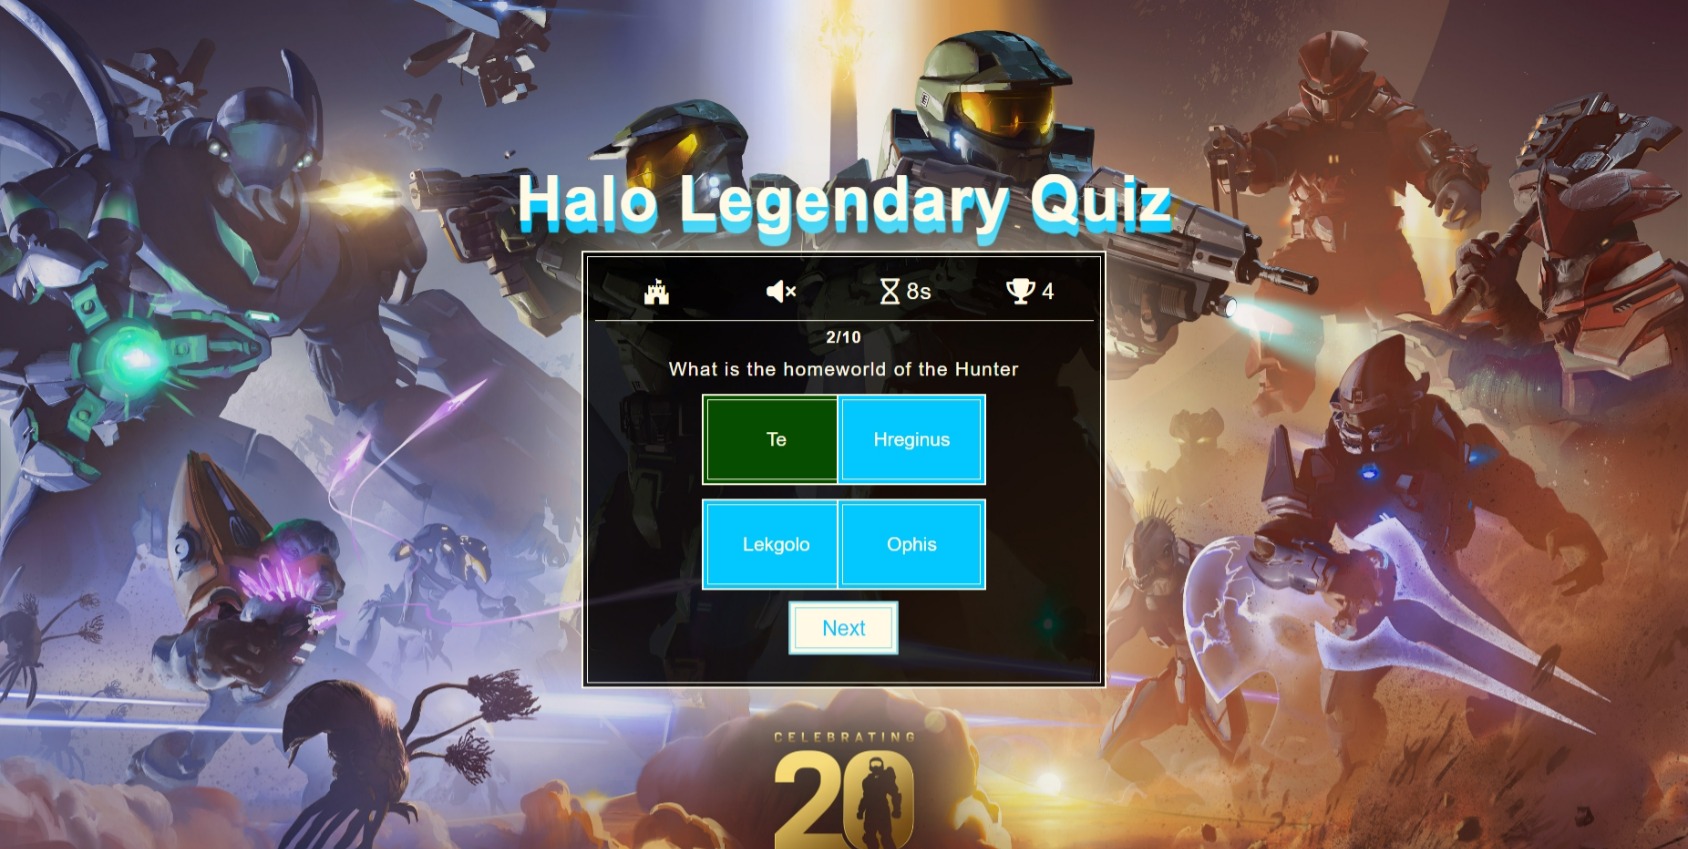 Halo Legendary Quiz
8s 4
2/10
What is the homeworld of the Hunter
Te Hreginus
Lekgolo Ophis
Next
CELEBRATING
20